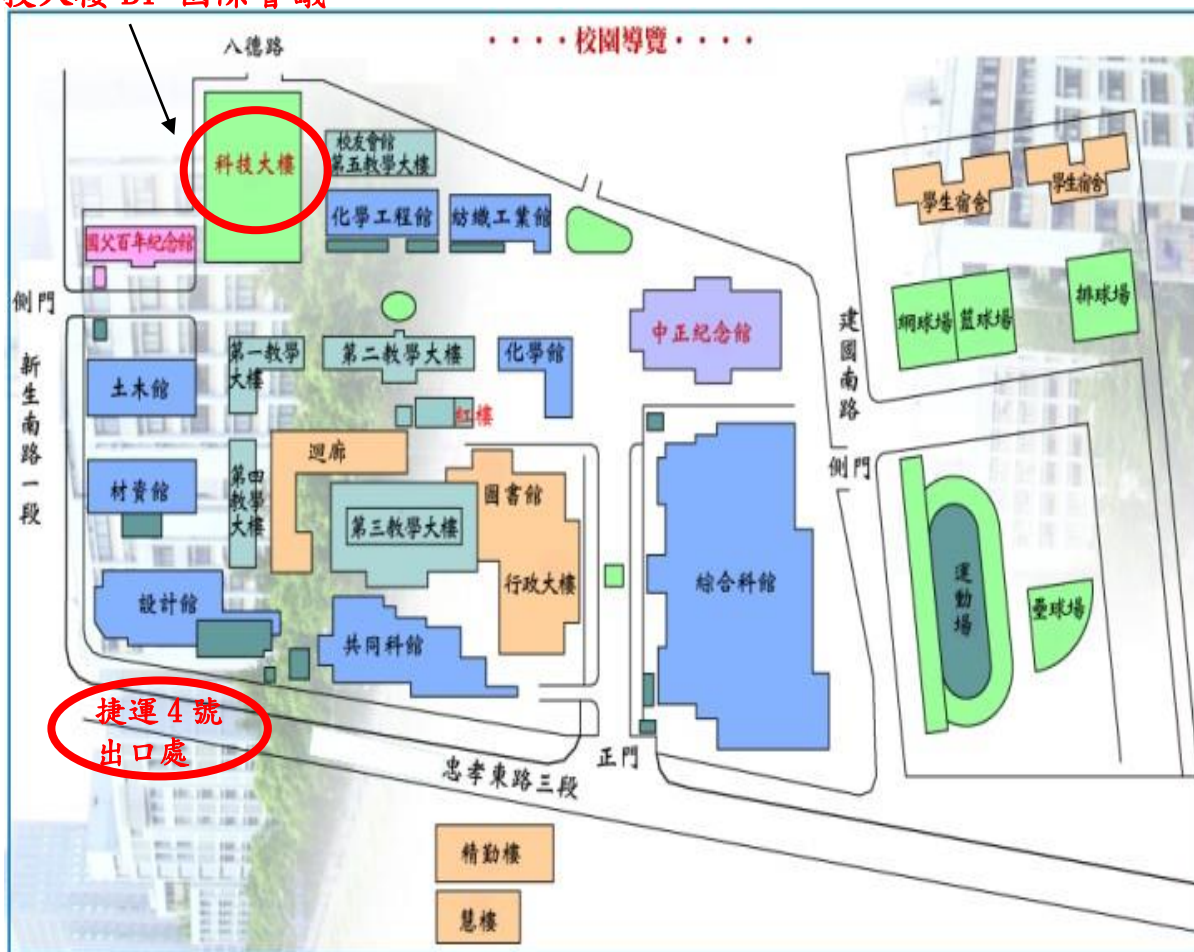 技大樓 B1 國際會議
八德路
‧‧‧‧校園導覽‧‧‧‧
科技大樓
校友會館
第五教學大樓
化學工程館
紡織工業館
學生宿舍
學生宿舍
國父百年紀念館
側門
網球場
籃球場
排球場
中正紀念館
建國南路
新生南路一段
第一教學
大樓
第二教學大樓
化學館
土木館
紅樓
迴廊
圖書館
側門
材資館
第四教學大樓
第三教學大樓
行政大樓
綜合科館
運動場
壘球場
設計館
共同科館
捷運 4 號
出口處
正門
忠孝東路三段
精勤樓
慧樓